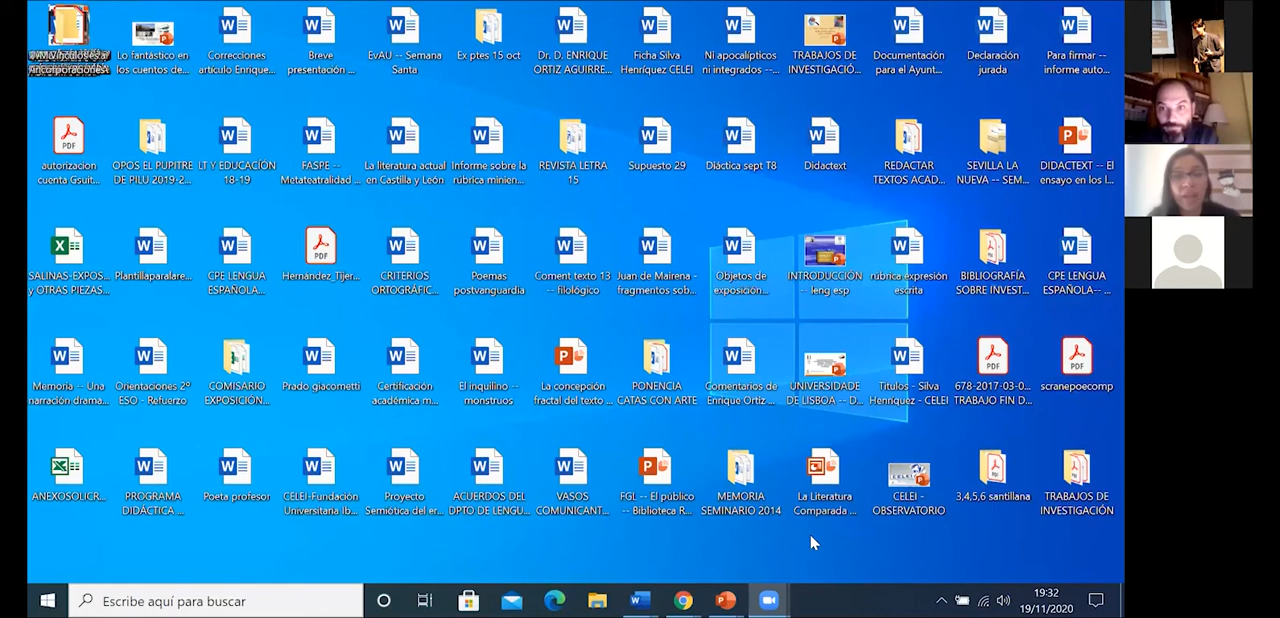 Lo fantástico en
los cuentos de...
Correcciones
artículo Enrique...
Breve
presentación ...
EvAU -- Semana
Santa
Ex ptes 15 oct
Dr. D. ENRIQUE
ORTIZ AGUIRRE...
Ficha Silva
Henríquez CELEI
Ni apocalípticos
ni integrados --...
TRABAJOS DE
INVESTIGACIÓ...
Documentación
para el Ayunt...
Declaración
jurada
Para firmar --
informe auto...
PDF
autorizacion
cuenta Gsuit...
OPOS EL PUPITRE
DE PILU 2019-2...
LT Y EDUCACIÓN
18-19
FASPE --
Metateatralidad ...
La literatura actual
en Castilla y León
Informe sobre la
rúbrica minien...
REVISTA LETRA
15
Supuesto 29
Diáctica sept T8
Didactext
REDACTAR
TEXTOS ACAD...
SEVILLA LA
NUEVA -- SEM...
DIDACTEXT -- El
ensayo en los l...
SALINAS-EXPOS...
y OTRAS PIEZAS...
Plantillaparalare...
CPE LENGUA
ESPAÑOLA...
PDF
Hernández_Tijer...
CRITERIOS
ORTOGRÁFIC...
Poemas
postvanguardia
Coment texto 13
-- filológico
Juan de Mairena -
fragmentos sob...
Objetos de
exposición...
INTRODUCCIÓN
-- leng esp
rúbrica expresión
escrita
BIBLIOGRAFÍA
SOBRE INVEST...
CPE LENGUA
ESPAÑOLA-- ...
Memoria -- Una
narración drama...
Orientaciones 2º
ESO - Refuerzo
COMISARIO
EXPOSICIÓN...
Prado giacometti
Certificación
académica m...
El inquilino --
monstruos
La concepción
fractal del texto ...
PONENCIA
CATAS CON ARTE
Comentarios de
Enrique Ortiz ...
UNIVERSIDADE
DE LISBOA -- D...
Titulos - Silva
Henríquez - CELEI
PDF
678-2017-03-0...
TRABAJO FIN D...
PDF
scranepoecomp
ANEXOSOLICR...
PROGRAMA
DIDÁCTICA ...
Poeta profesor
CELEI-Fundación
Universitana Ib...
Proyecto
Semiótica del er...
ACUERDOS DEL
DPTO DE LENGU...
VASOS
COMUNICANT...
FGL -- El público
-- Biblioteca R...
MEMORIA
SEMINARIO 2014
La Literatura
Comparada ...
CELEI -
OBSERVATORIO
3,4,5,6 santillana
TRABAJOS DE
INVESTIGACIÓN
Escribe aquí para buscar
19:32
19/11/2020